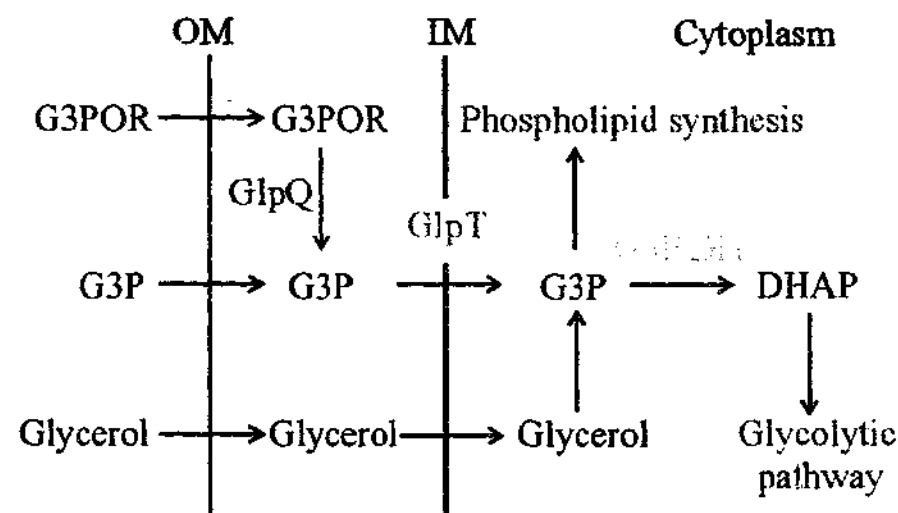 OM IM Cytoplasm
G3POR G3POR Phospholipid synthesis
GlpQ
GlpT
G3P G3P G3P DHAP
Glycerol Glycerol Glycerol Glycolytic
pathway